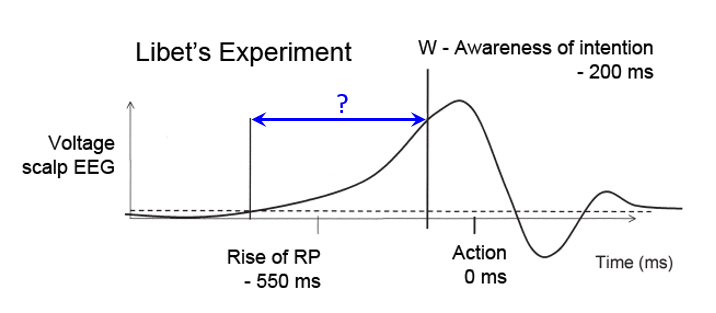 Libet's Experiment
W - Awareness of intention
- 200 ms
?
Voltage
scalp EEG
Rise of RP
- 550 ms
Action
0 ms
Time (ms)